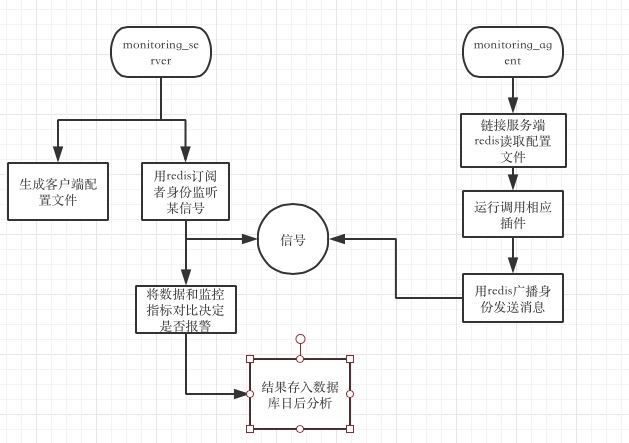 monitoring_se
rver
monitoring_ag
ent
链接服务端
redis读取配置
文件
生成客户端配
置文件
用redis订阅
者身份监听
某信号
运行调用相应
插件
信号
用redis广播身
份发送消息
将数据和监控
指标对比决定
是否报警
结果存入数据
库日后分析